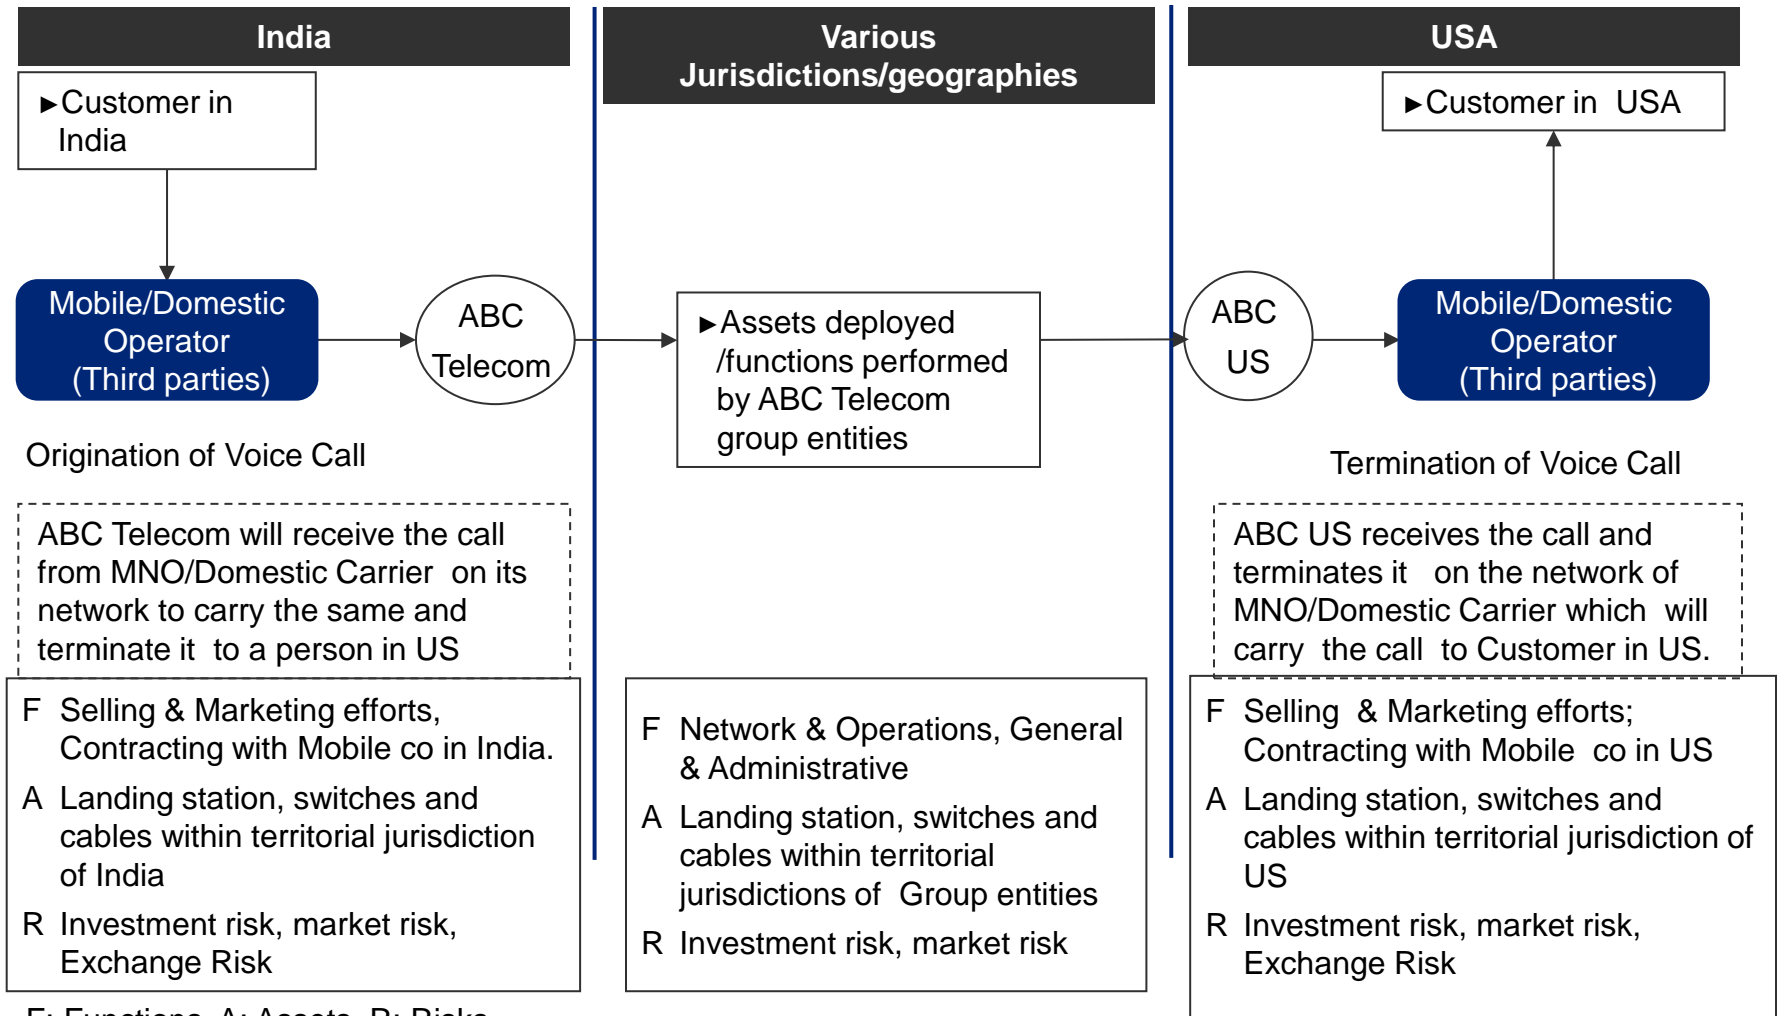 India
Various
Jurisdictions/geographies
USA
►Customer in
India
►Customer in USA
Mobile/Domestic
Operator
(Third parties)
ABC
Telecom
►Assets deployed
/functions performed
by ABC Telecom
group entities
ABC
US
Mobile/Domestic
Operator
(Third parties)
Origination of Voice Call
Termination of Voice Call
ABC Telecom will receive the call
from MNO/Domestic Carrier on its
network to carry the same and
terminate it to a person in US
ABC US receives the call and
terminates it on the network of
MNO/Domestic Carrier which will
carry the call to Customer in US.
F Selling & Marketing efforts,
Contracting with Mobile co in India.
A Landing station, switches and
cables within territorial jurisdiction
of India
R Investment risk, market risk,
Exchange Risk
F Network & Operations, General
& Administrative
A Landing station, switches and
cables within territorial
jurisdictions of Group entities
R Investment risk, market risk
F Selling & Marketing efforts;
Contracting with Mobile co in US
A Landing station, switches and
cables within territorial jurisdiction of
US
R Investment risk, market risk,
Exchange Risk
F: Functions, A: Assets, R: Risks